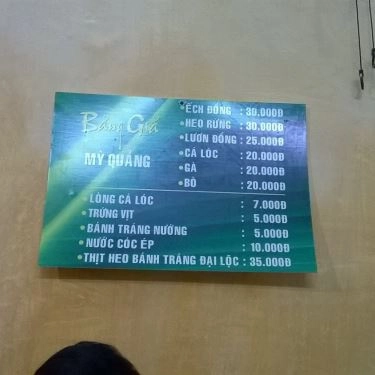 Bảng Giá
MỲ QUẢNG
• ẾCH ĐỒNG : 30.000Đ
• HEO RỪNG : 30.000Đ
• LƯƠN ĐỒNG : 25.000Đ
• CÁ LÓC : 20.000Đ
• GÀ : 20.000Đ
• BÒ : 20.000Đ
• LÒNG CÁ LÓC : 7.000Đ
• TRỨNG VỊT : 5.000Đ
• BÁNH TRÁNG NƯỚNG : 5.000Đ
• NƯỚC CÓC ÉP : 10.000Đ
• THỊT HEO BÁNH TRÁNG ĐẠI LỘC : 35.000Đ